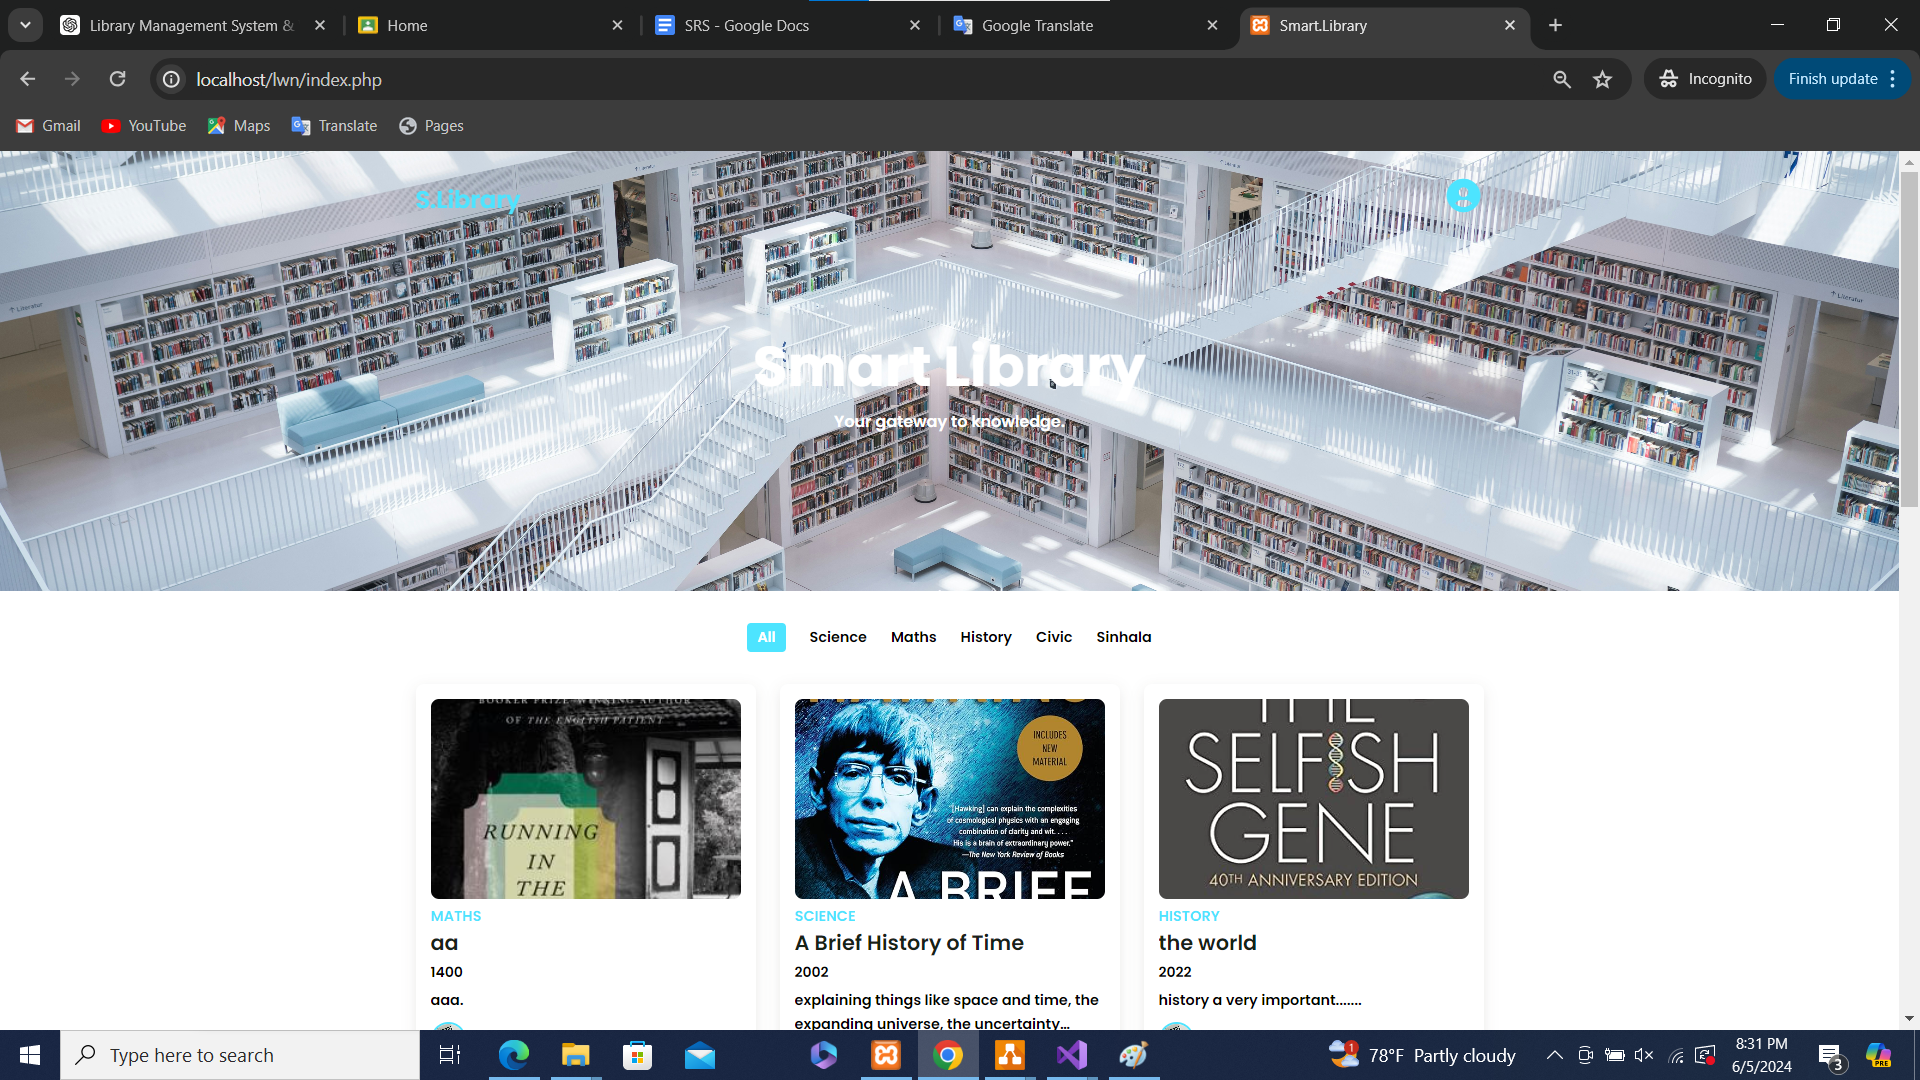 Library Management System &
Home
SRS - Google Docs
Google Translate
Smart.Library
localhost/lwn/index.php
Incognito
Finish update
Gmail
YouTube
Maps
Translate
Pages
S.Library
Smart Library
Your gateway to knowledge.
All
Science
Maths
History
Civic
Sinhala
BOOKER PRIZE-WINNING AUTHOR
OF THE ENGLISH PATIENT
RUNNING
IN
THE
MATHS
aa
1400
aaa.
INCLUDES
NEW
MATERIAL
"[Hawking] can explain the complexities
of cosmological physics with an engaging
combination of clarity and wit. . . .
His is a brain of extraordinary power."
—The New York Review of Books
A BRIEF
SCIENCE
A Brief History of Time
2002
explaining things like space and time, the
expanding universe, the uncertainty...
THE
SELFISH
GENE
40TH ANNIVERSARY EDITION
HISTORY
the world
2022
history a very important.......
Type here to search
1
78°F Partly cloudy
8:31 PM
6/5/2024
3
PRE